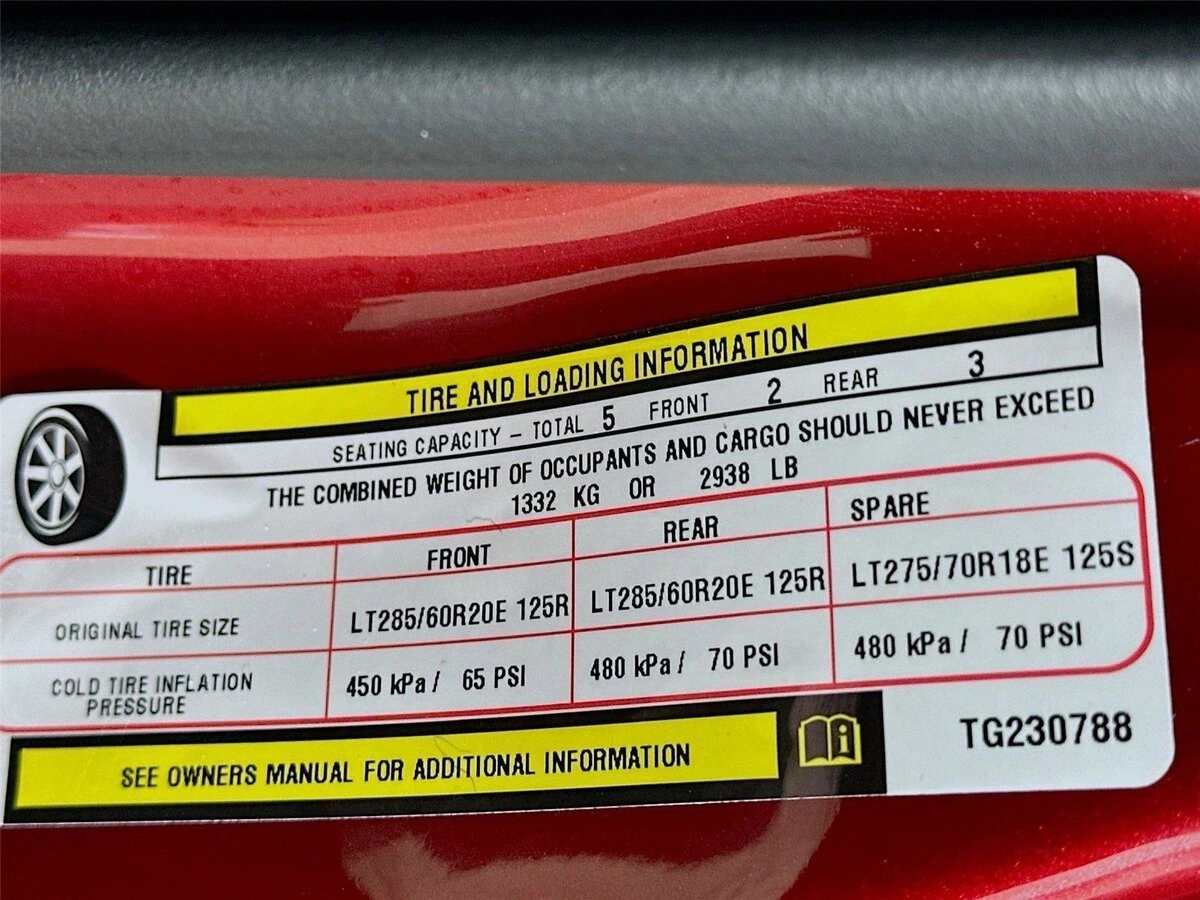 TIRE AND LOADING INFORMATION
SEATING CAPACITY – TOTAL 5 FRONT 2 REAR 3
THE COMBINED WEIGHT OF OCCUPANTS AND CARGO SHOULD NEVER EXCEED
1332 KG OR 2938 LB
TIRE FRONT REAR SPARE
ORIGINAL TIRE SIZE LT285/60R20E 125R LT285/60R20E 125R LT275/70R18E 125S
COLD TIRE INFLATION
PRESSURE 450 kPa / 65 PSI 480 kPa / 70 PSI 480 kPa / 70 PSI
SEE OWNERS MANUAL FOR ADDITIONAL INFORMATION
TG230788